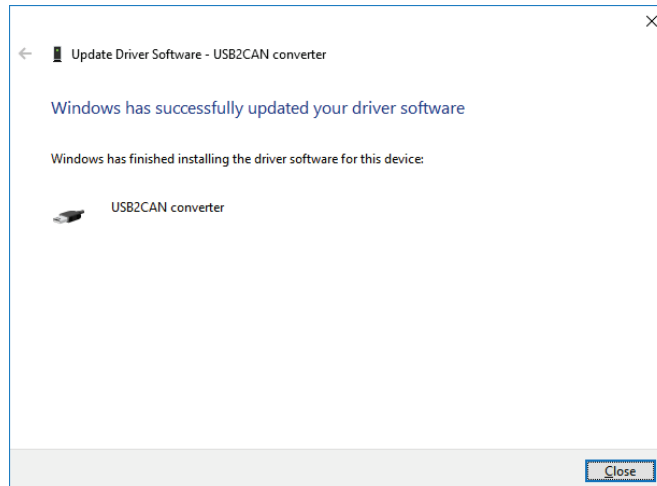 Update Driver Software - USB2CAN converter
Windows has successfully updated your driver software
Windows has finished installing the driver software for this device:
USB2CAN converter
Close